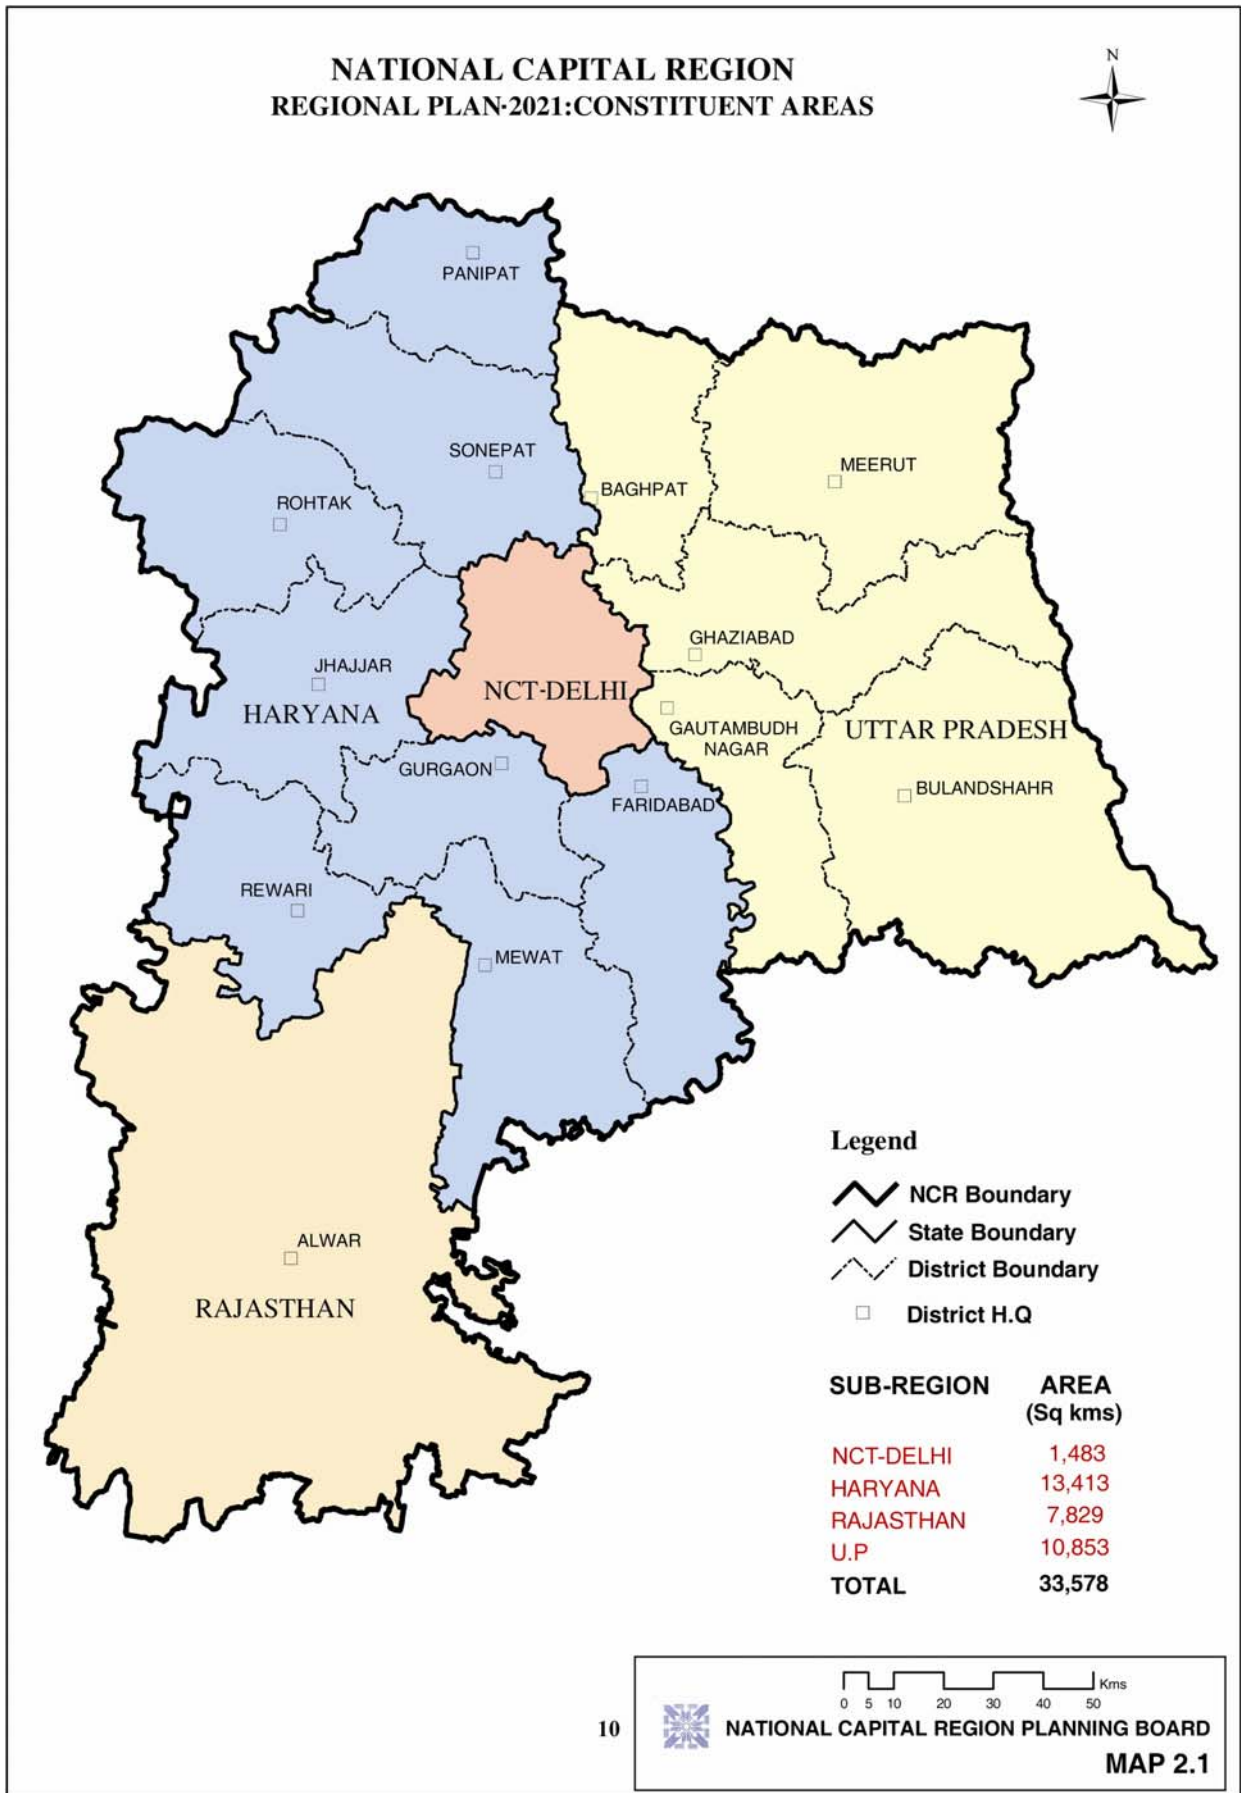 NATIONAL CAPITAL REGION
REGIONAL PLAN-2021:CONSTITUENT AREAS
N
PANIPAT
SONEPAT
MEERUT
BAGHPAT
ROHTAK
GHAZIABAD
JHAJJAR
NCT-DELHI
HARYANA
GAUTAMBUDH
NAGAR
UTTAR PRADESH
GURGAON
BULANDSHAHR
FARIDABAD
REWARI
MEWAT
ALWAR
RAJASTHAN
Legend
NCR Boundary
State Boundary
District Boundary
District H.Q
SUB-REGION AREA
(Sq kms)
NCT-DELHI 1,483
HARYANA 13,413
RAJASTHAN 7,829
U.P 10,853
TOTAL 33,578
Kms
0 5 10 20 30 40 50
10
NATIONAL CAPITAL REGION PLANNING BOARD
MAP 2.1